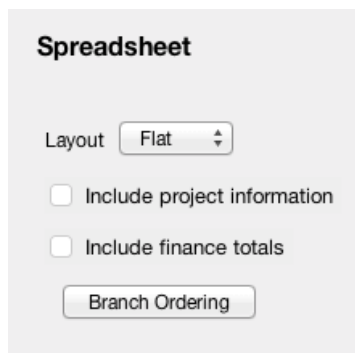 Spreadsheet
Layout Flat
Include project information
Include finance totals
Branch Ordering